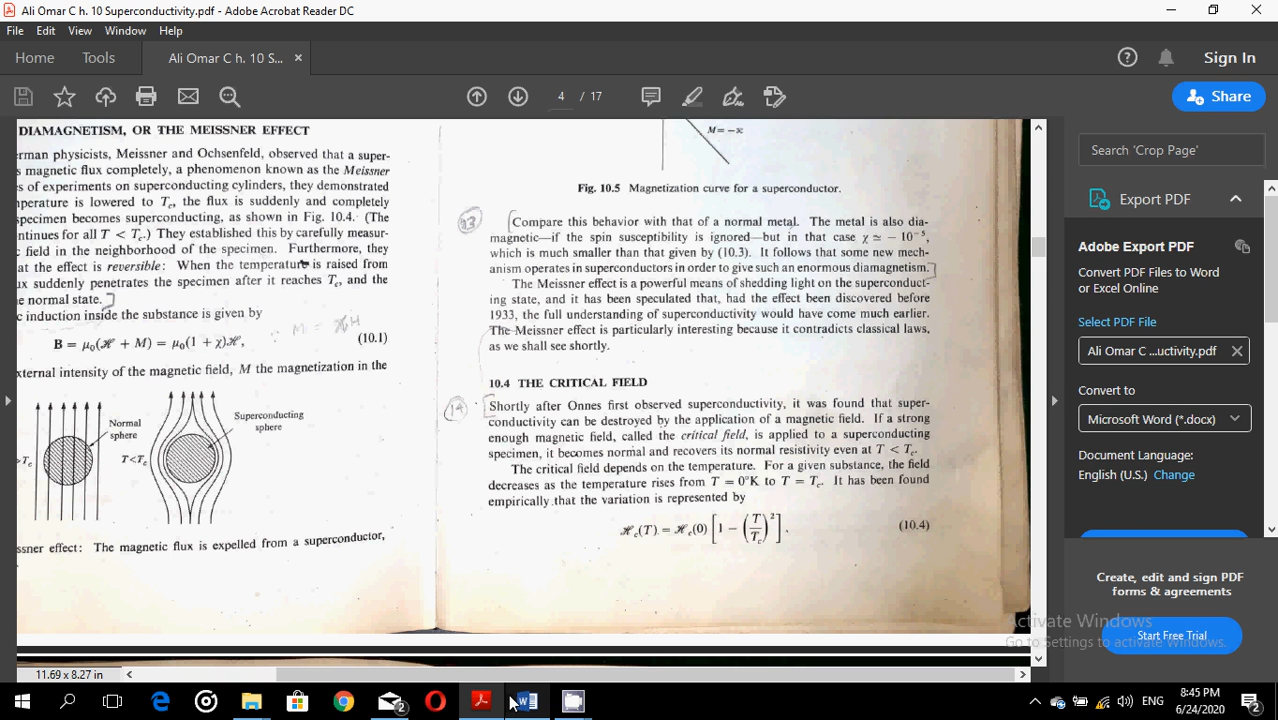 Ali Omar C h. 10 Superconductivity.pdf - Adobe Acrobat Reader DC
File Edit View Window Help
Home Tools Ali Omar C h. 10 S... × Sign In
4 / 17 Share
DIAMAGNETISM, OR THE MEISSNER EFFECT
rman physicists, Meissner and Ochsenfeld, observed that a super-
s magnetic flux completely, a phenomenon known as the Meissner
s of experiments on superconducting cylinders, they demonstrated
perature is lowered to Tc, the flux is suddenly and completely
specimen becomes superconducting, as shown in Fig. 10.4. (The
ntinues for all T < Tc.) They established this by carefully measur-
c field in the neighborhood of the specimen. Furthermore, they
at the effect is reversible: When the temperature is raised from
ux suddenly penetrates the specimen after it reaches Tc, and the
e normal state.]
c induction inside the substance is given by
M = χH
B = μ0(ℋ + M) = μ0(1 + χ)ℋ, (10.1)
xternal intensity of the magnetic field, M the magnetization in the
Normal
sphere
Superconducting
sphere
>Tc
T<Tc
ssner effect: The magnetic flux is expelled from a superconductor,
M = −∞
Fig. 10.5 Magnetization curve for a superconductor.
13
[Compare this behavior with that of a normal metal. The metal is also dia-
magnetic—if the spin susceptibility is ignored—but in that case χ ≃ − 10⁻⁵,
which is much smaller than that given by (10.3). It follows that some new mech-
anism operates in superconductors in order to give such an enormous diamagnetism.]
The Meissner effect is a powerful means of shedding light on the superconduct-
ing state, and it has been speculated that, had the effect been discovered before
1933, the full understanding of superconductivity would have come much earlier.
The Meissner effect is particularly interesting because it contradicts classical laws,
as we shall see shortly.
10.4 THE CRITICAL FIELD
14
[Shortly after Onnes first observed superconductivity, it was found that super-
conductivity can be destroyed by the application of a magnetic field. If a strong
enough magnetic field, called the critical field, is applied to a superconducting
specimen, it becomes normal and recovers its normal resistivity even at T < Tc.
The critical field depends on the temperature. For a given substance, the field
decreases as the temperature rises from T = 0°K to T = Tc. It has been found
empirically that the variation is represented by
ℋc(T) = ℋc(0) [1 − (T/Tc)²], (10.4)
11.69 x 8.27 in
Search 'Crop Page'
Export PDF
Adobe Export PDF
Convert PDF Files to Word
or Excel Online
Select PDF File
Ali Omar C ...uctivity.pdf
Convert to
Microsoft Word (*.docx)
Document Language:
English (U.S.) Change
Create, edit and sign PDF
forms & agreements
Start Free Trial
Activate Windows
Go to Settings to activate Windows.
2
ENG
8:45 PM
6/24/2020
2